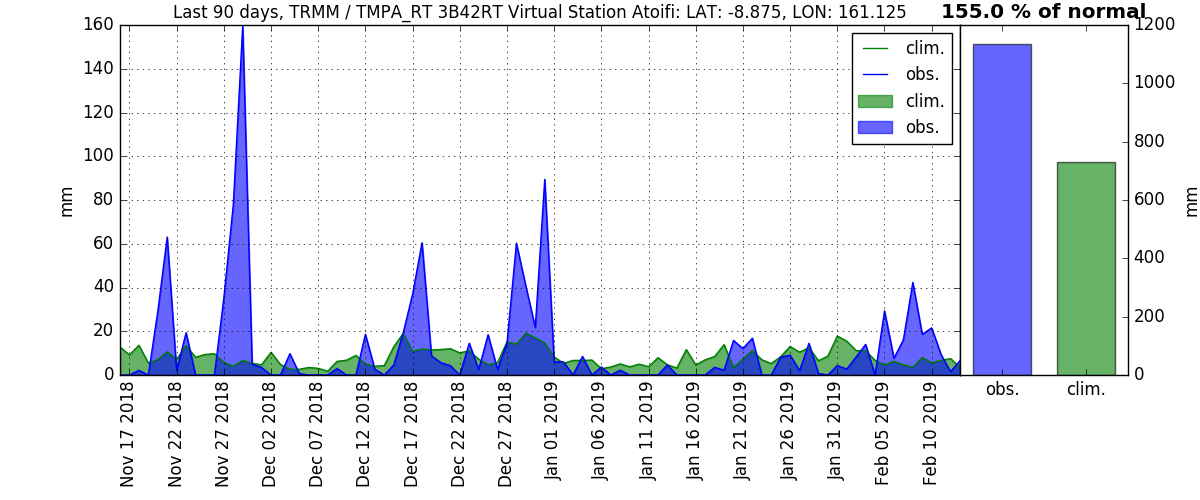 Last 90 days, TRMM / TMPA_RT 3B42RT Virtual Station Atoifi: LAT: -8.875, LON: 161.125
155.0 % of normal
160
140
120
100
80
60
40
20
0
mm
clim.
obs.
clim.
obs.
1200
1000
800
600
400
200
0
mm
Nov 17 2018
Nov 22 2018
Nov 27 2018
Dec 02 2018
Dec 07 2018
Dec 12 2018
Dec 17 2018
Dec 22 2018
Dec 27 2018
Jan 01 2019
Jan 06 2019
Jan 11 2019
Jan 16 2019
Jan 21 2019
Jan 26 2019
Jan 31 2019
Feb 05 2019
Feb 10 2019
obs.
clim.